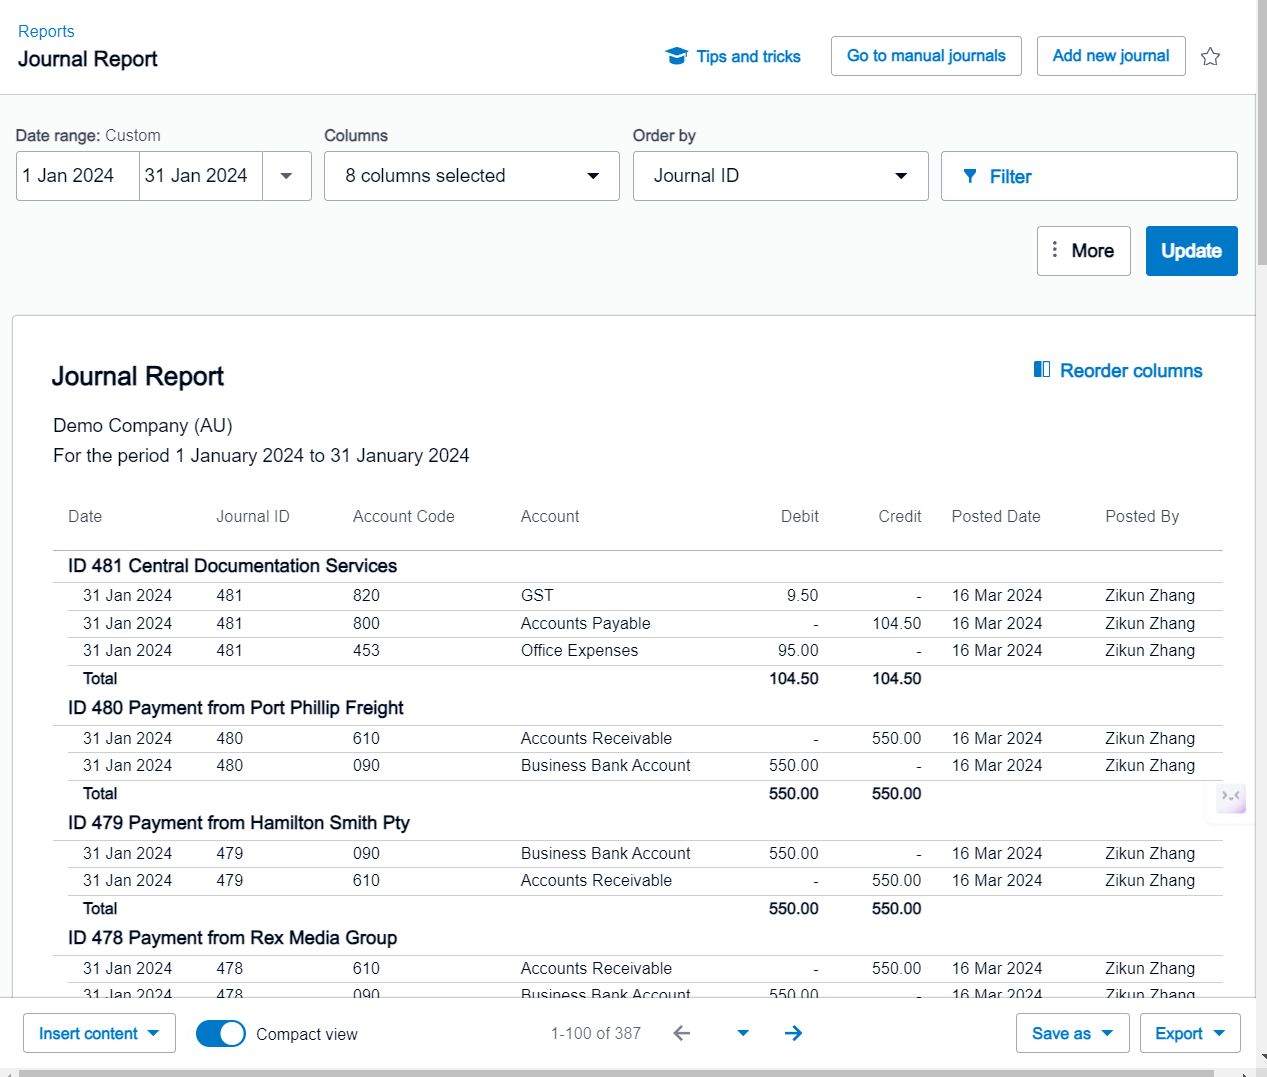 Reports
Journal Report
Tips and tricks
Go to manual journals
Add new journal
Date range: Custom
Columns
Order by
1 Jan 2024
31 Jan 2024
8 columns selected
Journal ID
Filter
More
Update
Journal Report
Reorder columns
Demo Company (AU)
For the period 1 January 2024 to 31 January 2024
Date Journal ID Account Code Account Debit Credit Posted Date Posted By
ID 481 Central Documentation Services
31 Jan 2024 481 820 GST 9.50 - 16 Mar 2024 Zikun Zhang
31 Jan 2024 481 800 Accounts Payable - 104.50 16 Mar 2024 Zikun Zhang
31 Jan 2024 481 453 Office Expenses 95.00 - 16 Mar 2024 Zikun Zhang
Total 104.50 104.50
ID 480 Payment from Port Phillip Freight
31 Jan 2024 480 610 Accounts Receivable - 550.00 16 Mar 2024 Zikun Zhang
31 Jan 2024 480 090 Business Bank Account 550.00 - 16 Mar 2024 Zikun Zhang
Total 550.00 550.00
ID 479 Payment from Hamilton Smith Pty
31 Jan 2024 479 090 Business Bank Account 550.00 - 16 Mar 2024 Zikun Zhang
31 Jan 2024 479 610 Accounts Receivable - 550.00 16 Mar 2024 Zikun Zhang
Total 550.00 550.00
ID 478 Payment from Rex Media Group
31 Jan 2024 478 610 Accounts Receivable - 550.00 16 Mar 2024 Zikun Zhang
31 Jan 2024 478 090 Business Bank Account 550.00 - 16 Mar 2024 Zikun Zhang
Insert content
Compact view
1-100 of 387
Save as
Export